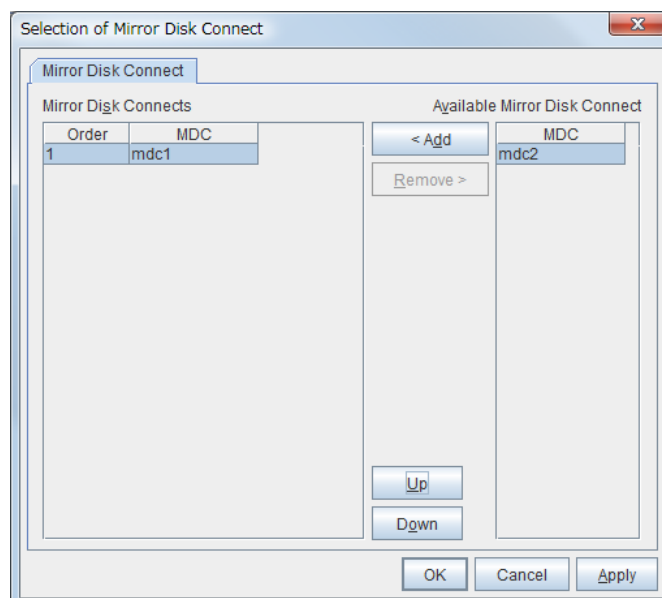 Selection of Mirror Disk Connect
Mirror Disk Connect
Mirror Disk Connects
Available Mirror Disk Connect
Order MDC
1 mdc1
< Add
Remove >
MDC
mdc2
Up
Down
OK Cancel Apply